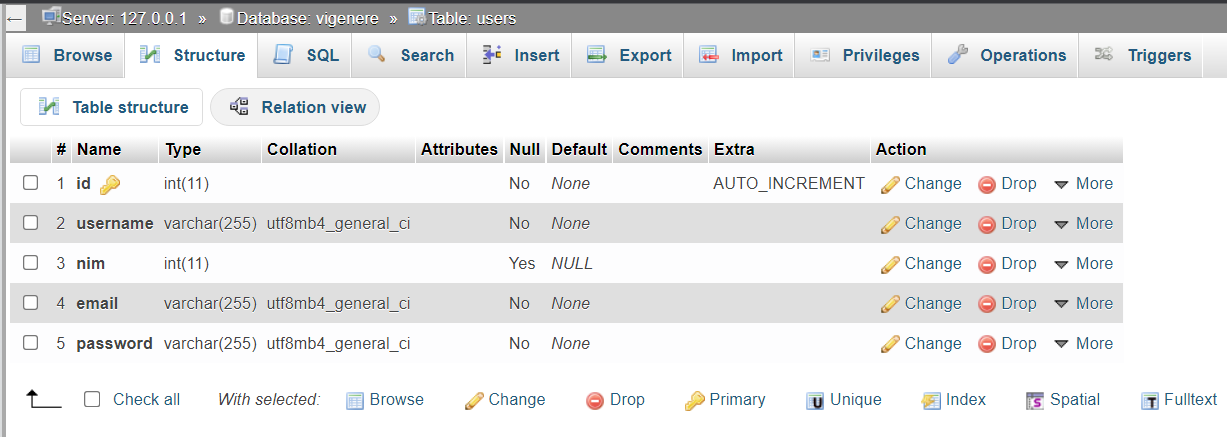 Server: 127.0.0.1 » Database: vigenere » Table: users
Browse Structure SQL Search Insert Export Import Privileges Operations Triggers
Table structure Relation view
# Name Type Collation Attributes Null Default Comments Extra Action
1 id int(11) No None AUTO_INCREMENT Change Drop More
2 username varchar(255) utf8mb4_general_ci No None Change Drop More
3 nim int(11) Yes NULL Change Drop More
4 email varchar(255) utf8mb4_general_ci No None Change Drop More
5 password varchar(255) utf8mb4_general_ci No None Change Drop More
Check all With selected: Browse Change Drop Primary Unique Index Spatial Fulltext